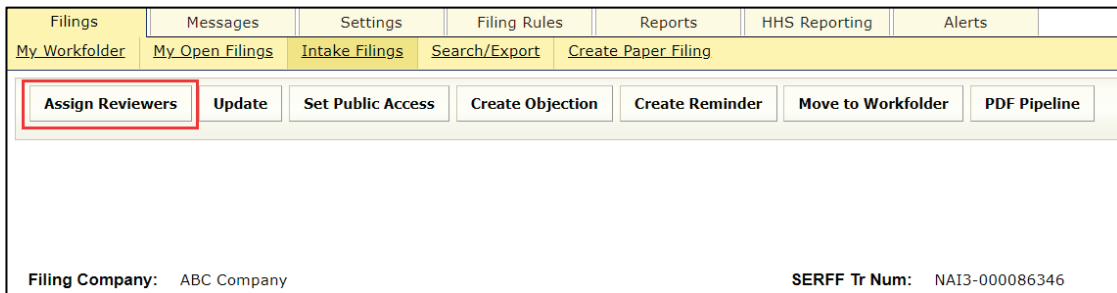 Filings Messages Settings Filing Rules Reports HHS Reporting Alerts
My Workfolder My Open Filings Intake Filings Search/Export Create Paper Filing
Assign Reviewers Update Set Public Access Create Objection Create Reminder Move to Workfolder PDF Pipeline
Filing Company: ABC Company SERFF Tr Num: NAI3-000086346